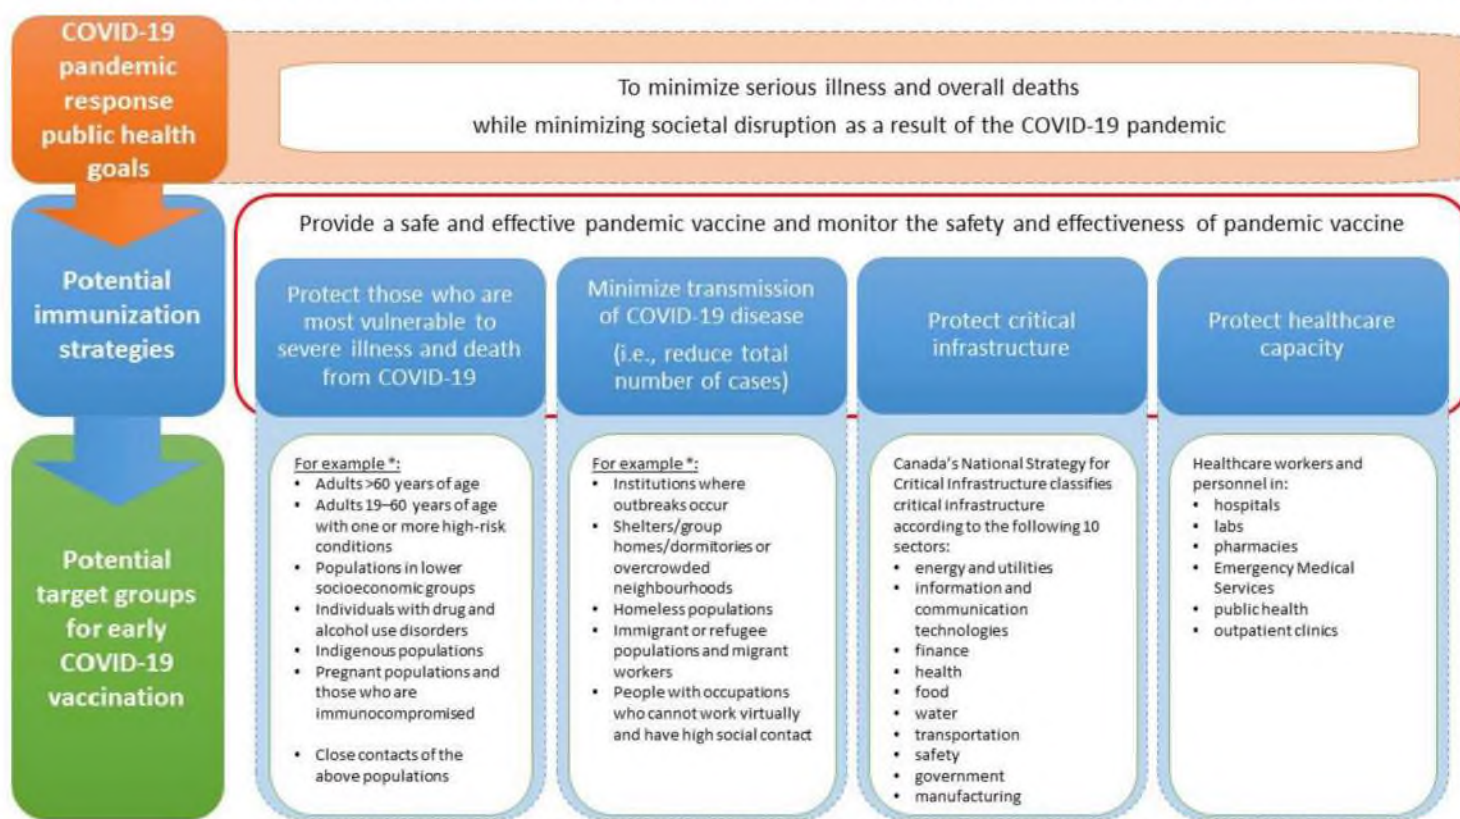 COVID-19
pandemic
response
public health
goals
To minimize serious illness and overall deaths
while minimizing societal disruption as a result of the COVID-19 pandemic
Potential
immunization
strategies
Provide a safe and effective pandemic vaccine and monitor the safety and effectiveness of pandemic vaccine
Protect those who are
most vulnerable to
severe illness and death
from COVID-19
Minimize transmission
of COVID-19 disease
(i.e., reduce total
number of cases)
Protect critical
infrastructure
Protect healthcare
capacity
Potential
target groups
for early
COVID-19
vaccination
For example *:
• Adults >60 years of age
• Adults 19–60 years of age
with one or more high-risk
conditions
• Populations in lower
socioeconomic groups
• Individuals with drug and
alcohol use disorders
• Indigenous populations
• Pregnant populations and
those who are
immunocompromised
• Close contacts of the
above populations
For example *:
• Institutions where
outbreaks occur
• Shelters/group
homes/dormitories or
overcrowded
neighbourhoods
• Homeless populations
• Immigrant or refugee
populations and migrant
workers
• People with occupations
who cannot work virtually
and have high social contact
Canada's National Strategy for
Critical Infrastructure classifies
critical infrastructure
according to the following 10
sectors:
• energy and utilities
• information and
communication
technologies
• finance
• health
• food
• water
• transportation
• safety
• government
• manufacturing
Healthcare workers and
personnel in:
• hospitals
• labs
• pharmacies
• Emergency Medical
Services
• public health
• outpatient clinics